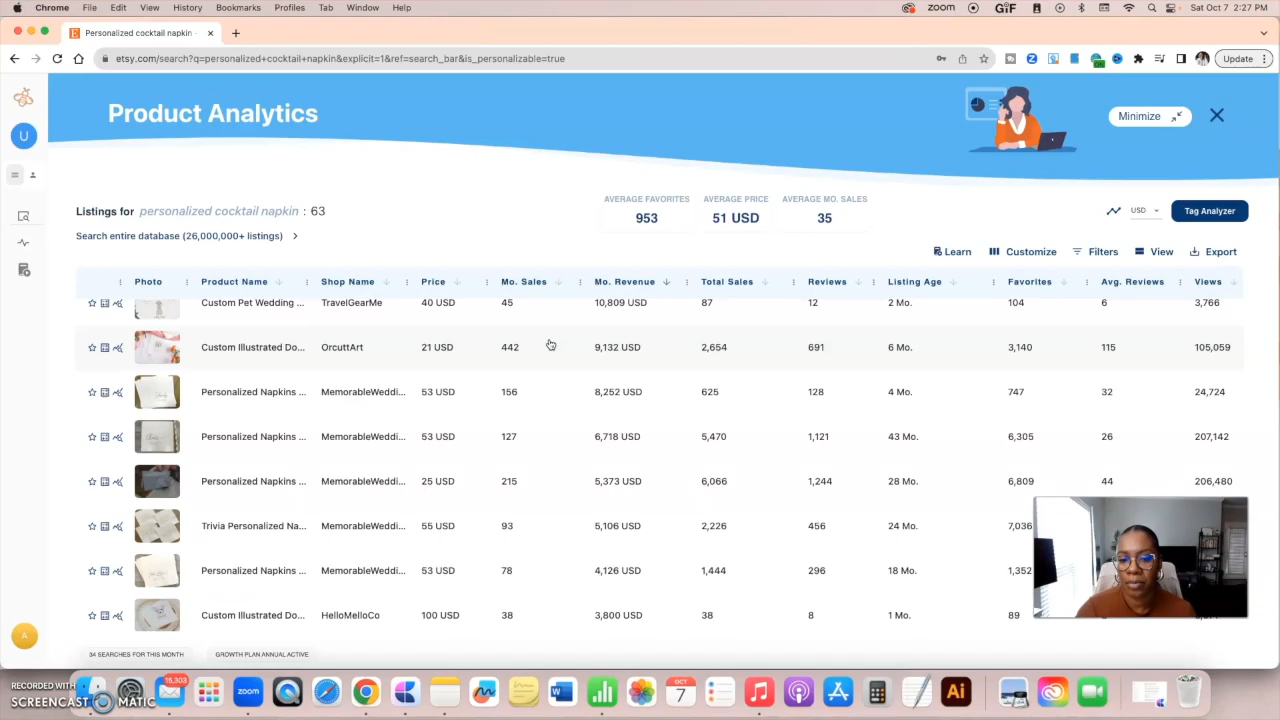 Chrome File Edit View History Bookmarks Profiles Tab Window Help zoom GIF Sat Oct 7 2:27 PM
Personalized cocktail napkin -
etsy.com/search?q=personalized+cocktail+napkin&explicit=1&ref=search_bar&is_personalizable=true Update
Product Analytics
Minimize
U
Listings for personalized cocktail napkin : 63
AVERAGE FAVORITES AVERAGE PRICE AVERAGE MO. SALES
953 51 USD 35
USD Tag Analyzer
Search entire database (26,000,000+ listings)
Learn Customize Filters View Export
Photo Product Name Shop Name Price Mo. Sales Mo. Revenue Total Sales Reviews Listing Age Favorites Avg. Reviews Views
Custom Pet Wedding ... TravelGearMe 40 USD 45 10,809 USD 87 12 2 Mo. 104 6 3,766
Custom Illustrated Do... OrcuttArt 21 USD 442 9,132 USD 2,654 691 6 Mo. 3,140 115 105,059
Personalized Napkins ... MemorableWeddi... 53 USD 156 8,252 USD 625 128 4 Mo. 747 32 24,724
Personalized Napkins ... MemorableWeddi... 53 USD 127 6,718 USD 5,470 1,121 43 Mo. 6,305 26 207,142
Personalized Napkins ... MemorableWeddi... 25 USD 215 5,373 USD 6,066 1,244 28 Mo. 6,809 44 206,480
Trivia Personalized Na... MemorableWeddi... 55 USD 93 5,106 USD 2,226 456 24 Mo. 7,036
Personalized Napkins ... MemorableWeddi... 53 USD 78 4,126 USD 1,444 296 18 Mo. 1,352
Custom Illustrated Do... HelloMelloCo 100 USD 38 3,800 USD 38 8 1 Mo. 89
A
34 SEARCHES FOR THIS MONTH GROWTH PLAN ANNUAL ACTIVE
RECORDED WITH
SCREENCAST MATIC
15,303
zoom
OCT
7
Ai